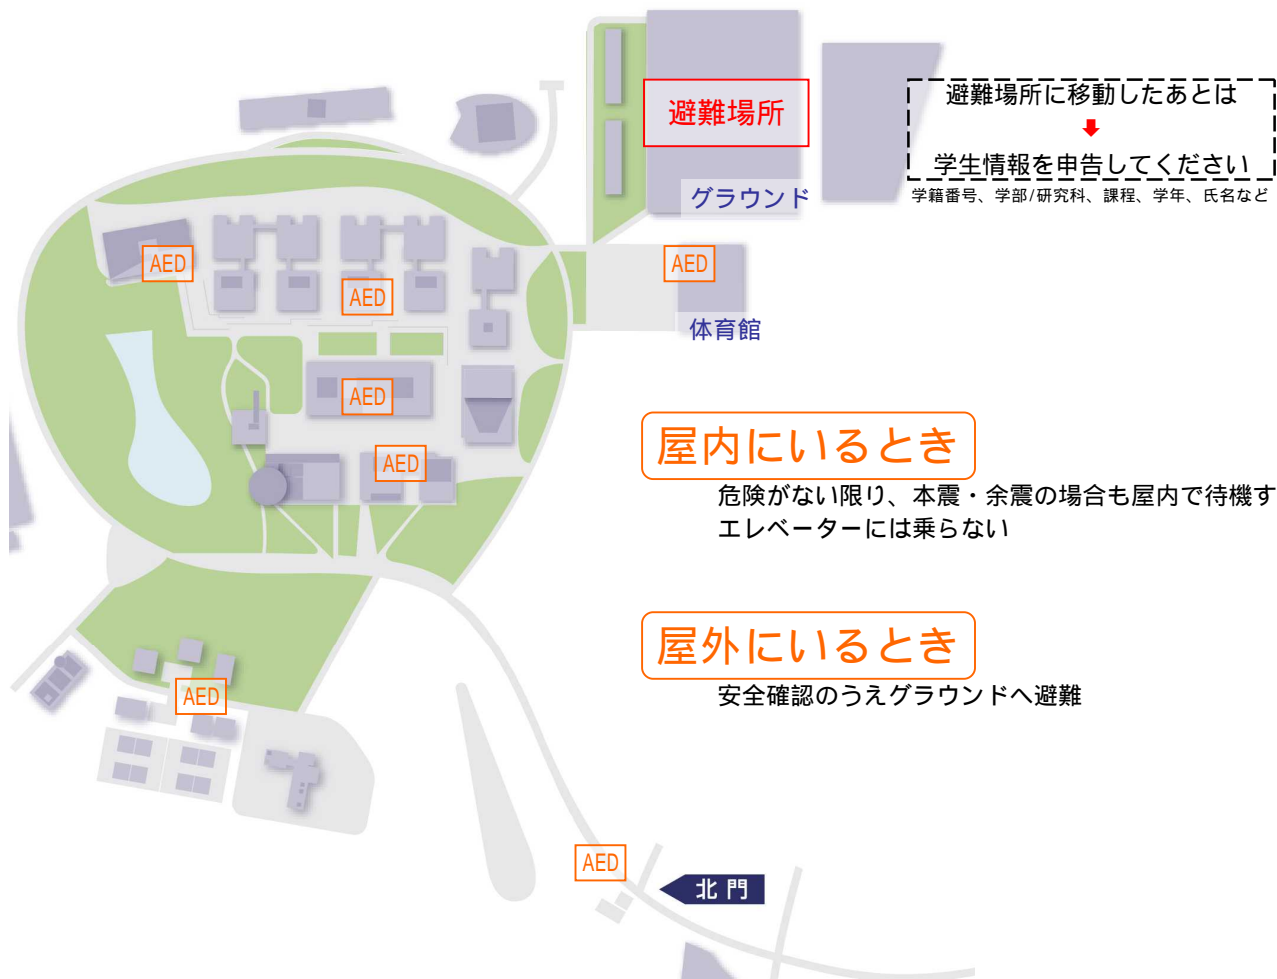 避難場所
避難場所に移動したあとは
学生情報を申告してください
学籍番号、学部/研究科、課程、学年、氏名など
グラウンド
AED
AED
AED
体育館
AED
AED
屋内にいるとき
危険がない限り、本震・余震の場合も屋内で待機す
エレベーターには乗らない
屋外にいるとき
安全確認のうえグラウンドへ避難
AED
AED
北門